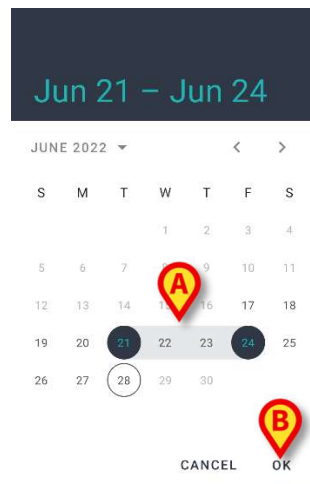 Jun 21 – Jun 24
JUNE 2022
S M T W T F S
1 2 3 4
5 6 7 8 9 10 11
A
12 13 14 15 16 17 18
19 20 21 22 23 24 25
26 27 28 29 30
B
CANCEL OK